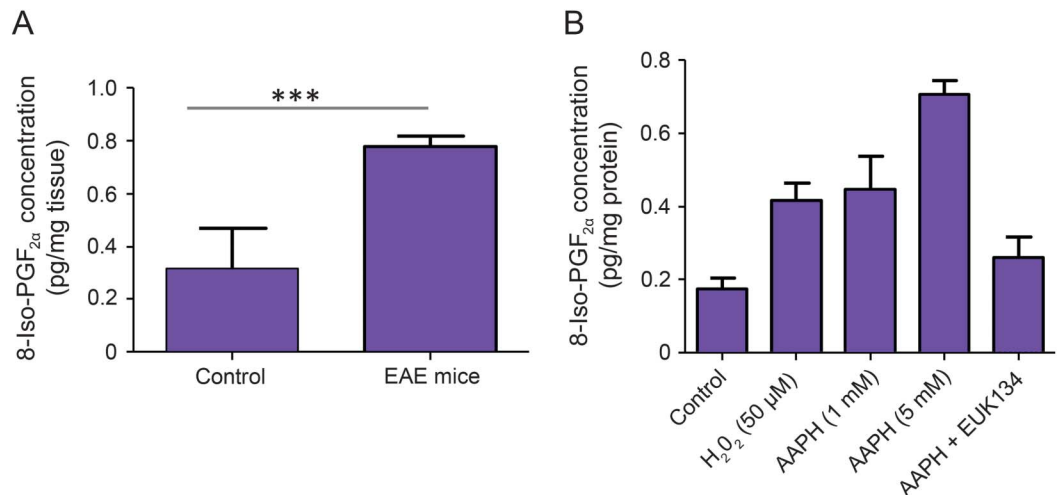 A
8-Iso-PGF2α concentration
(pg/mg tissue)
1.0
0.8
0.6
0.4
0.2
0
***
Control
EAE mice
B
8-Iso-PGF2α concentration
(pg/mg protein)
0.8
0.6
0.4
0.2
0
Control
H202 (50 µM)
AAPH (1 mM)
AAPH (5 mM)
AAPH + EUK134